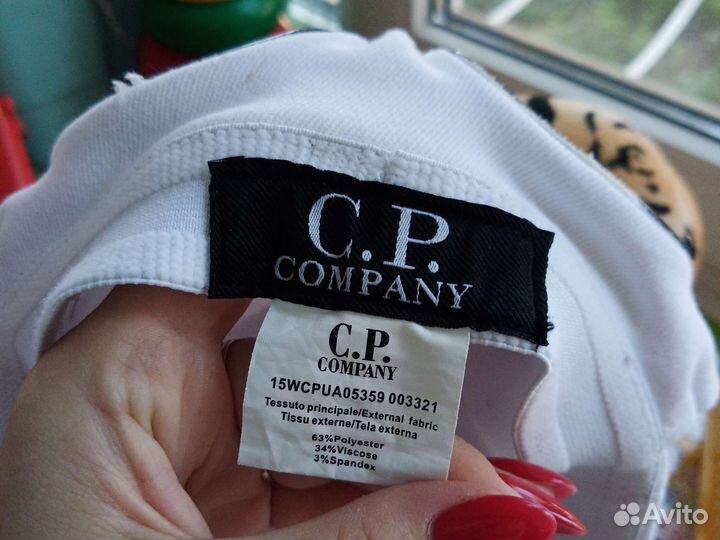 C.P.
COMPANY
C.P.
COMPANY
15WCPUA05359 003321
Tessuto principale/External fabric
Tissu externe/Tela externa
63%Polyester
34%Viscose
3%Spandex
Avito